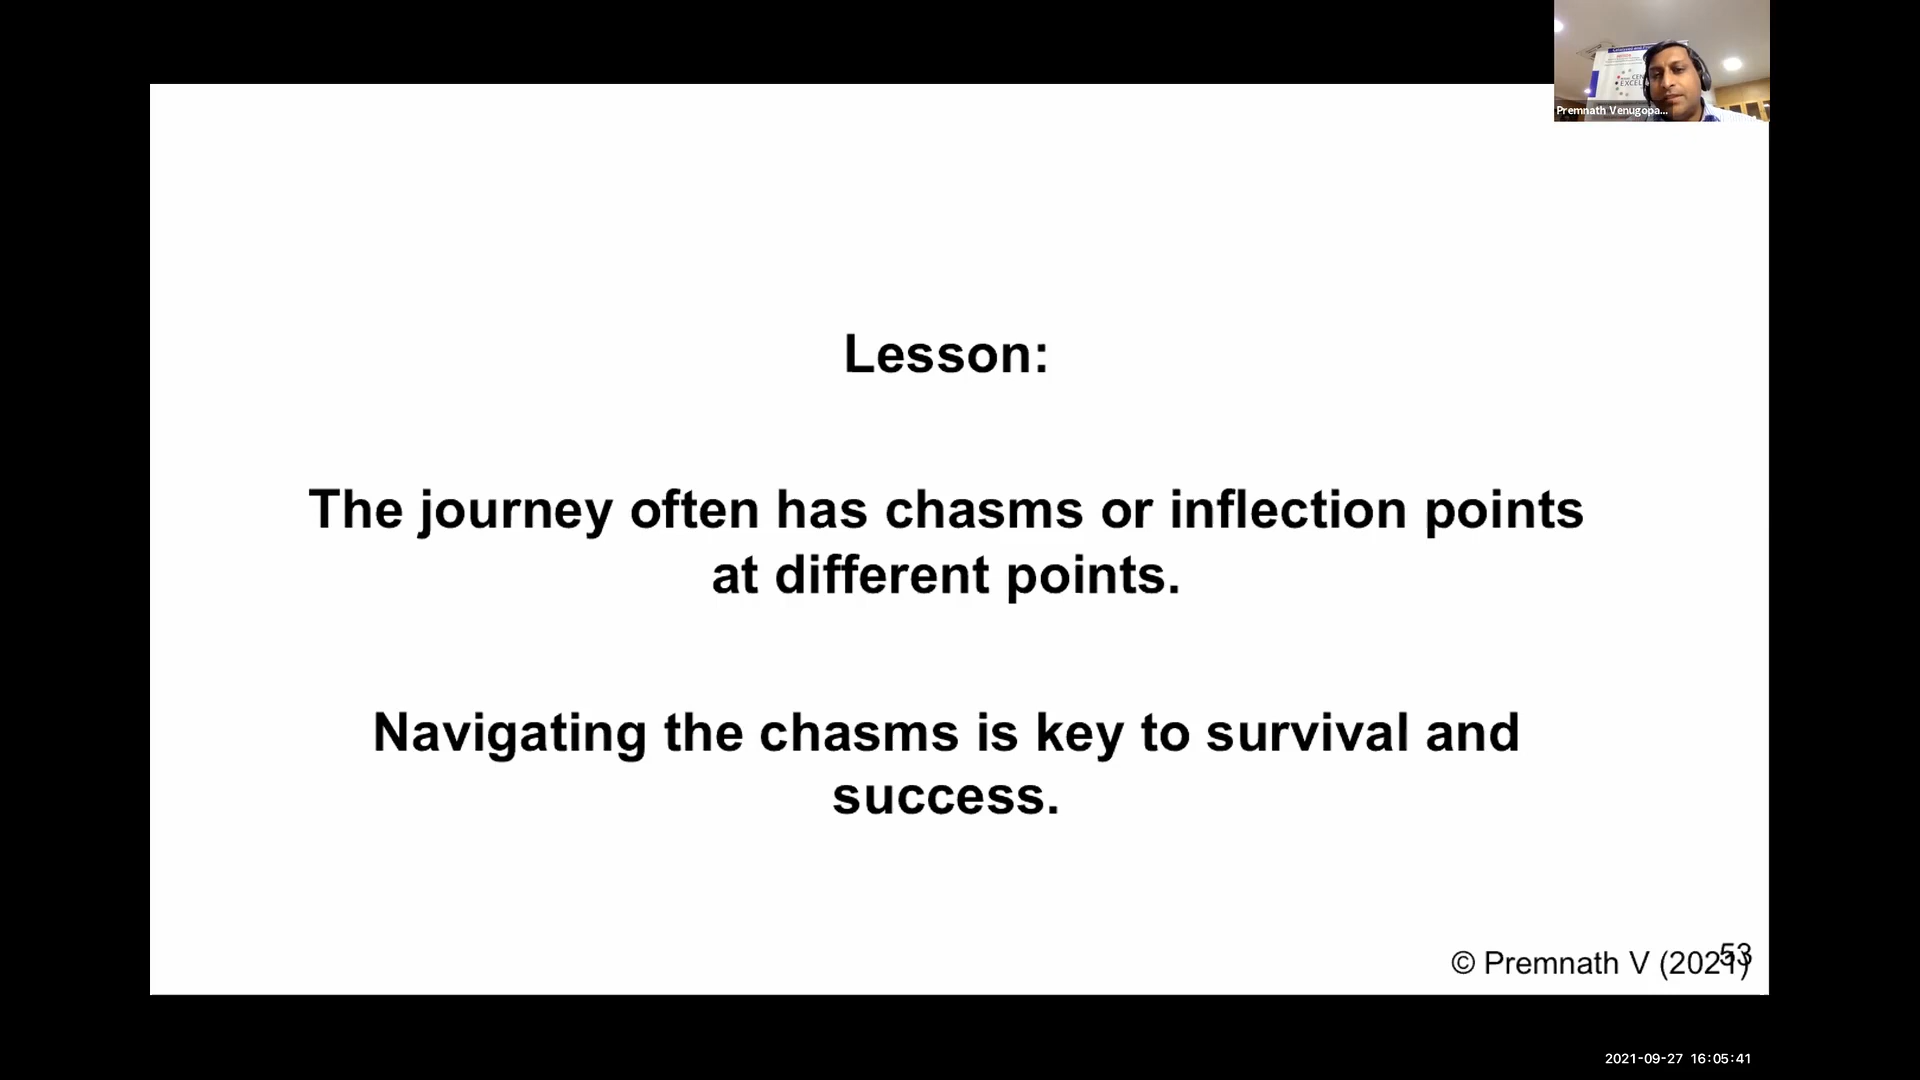 Premnath Venugopa...
Lesson:
The journey often has chasms or inflection points
at different points.
Navigating the chasms is key to survival and
success.
53
© Premnath V (2021)
2021-09-27 16:05:41